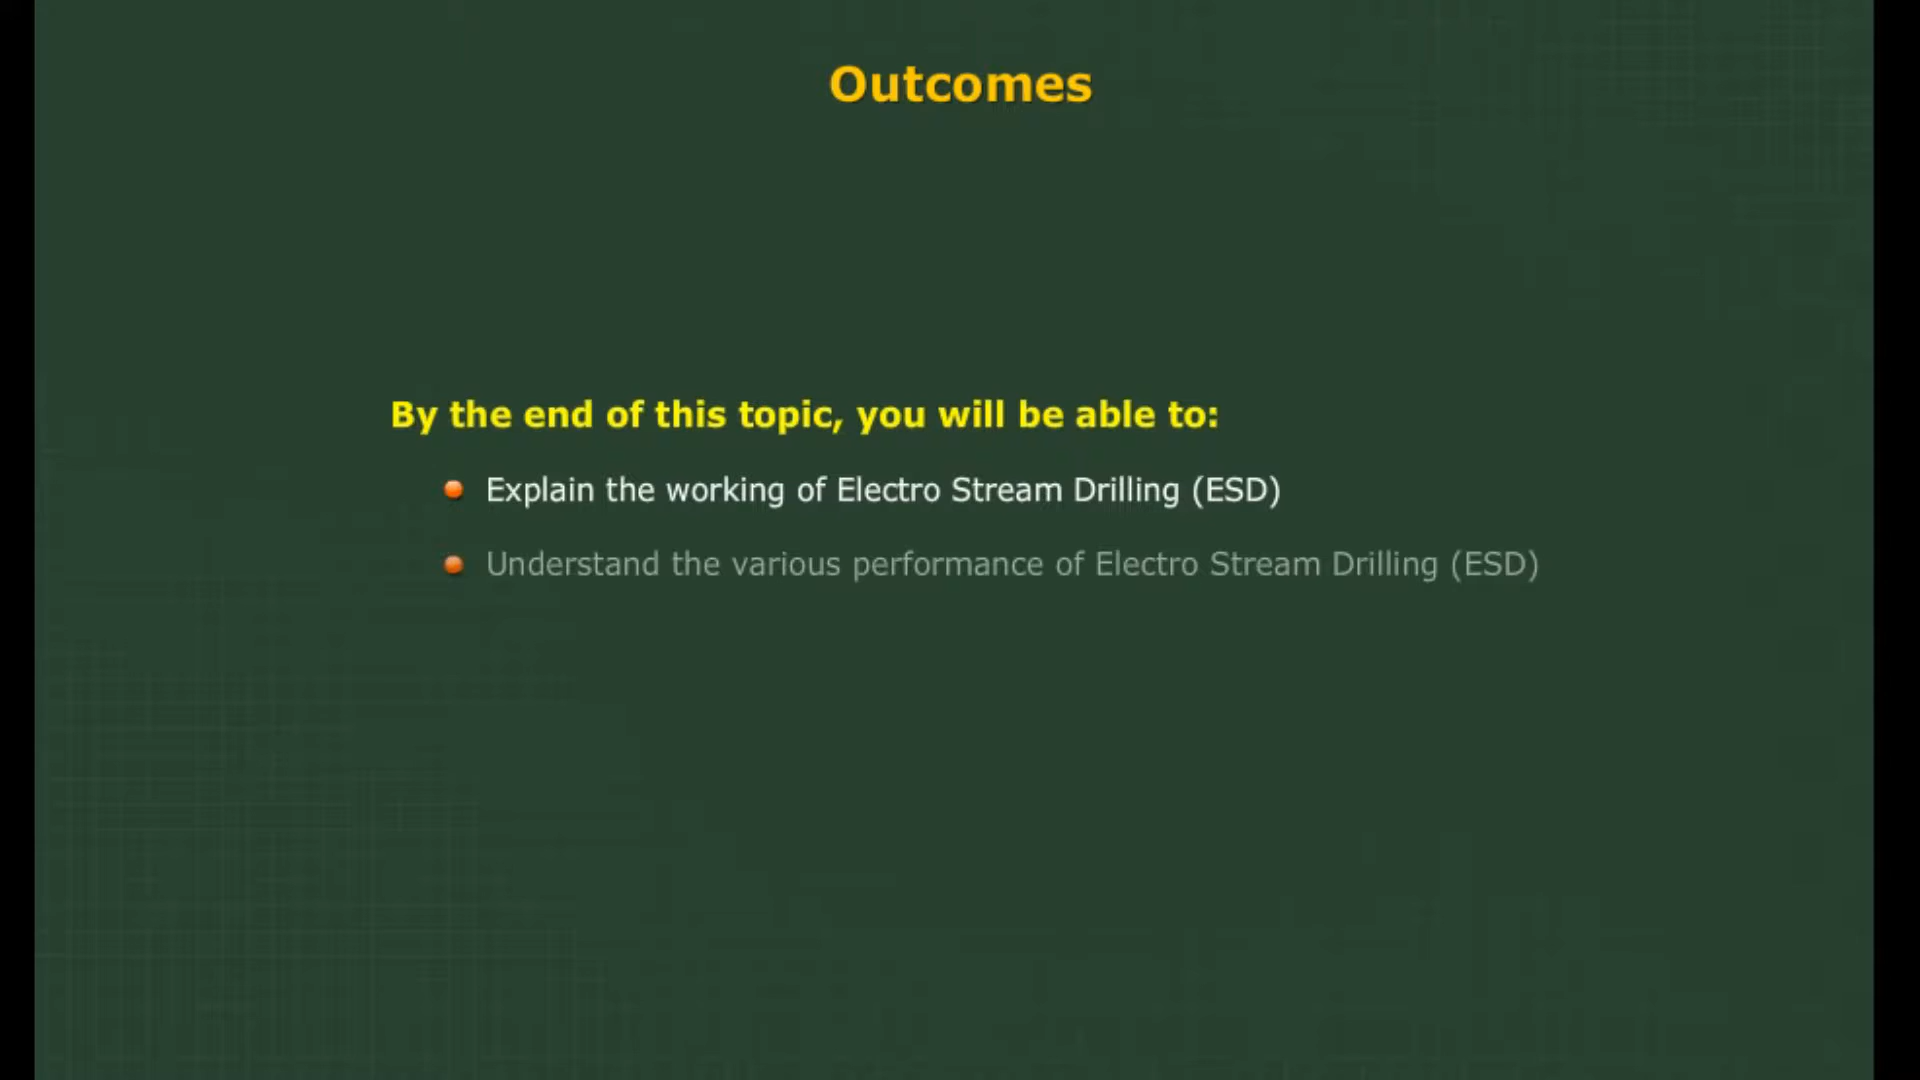 Outcomes
By the end of this topic, you will be able to:
Explain the working of Electro Stream Drilling (ESD)
Understand the various performance of Electro Stream Drilling (ESD)